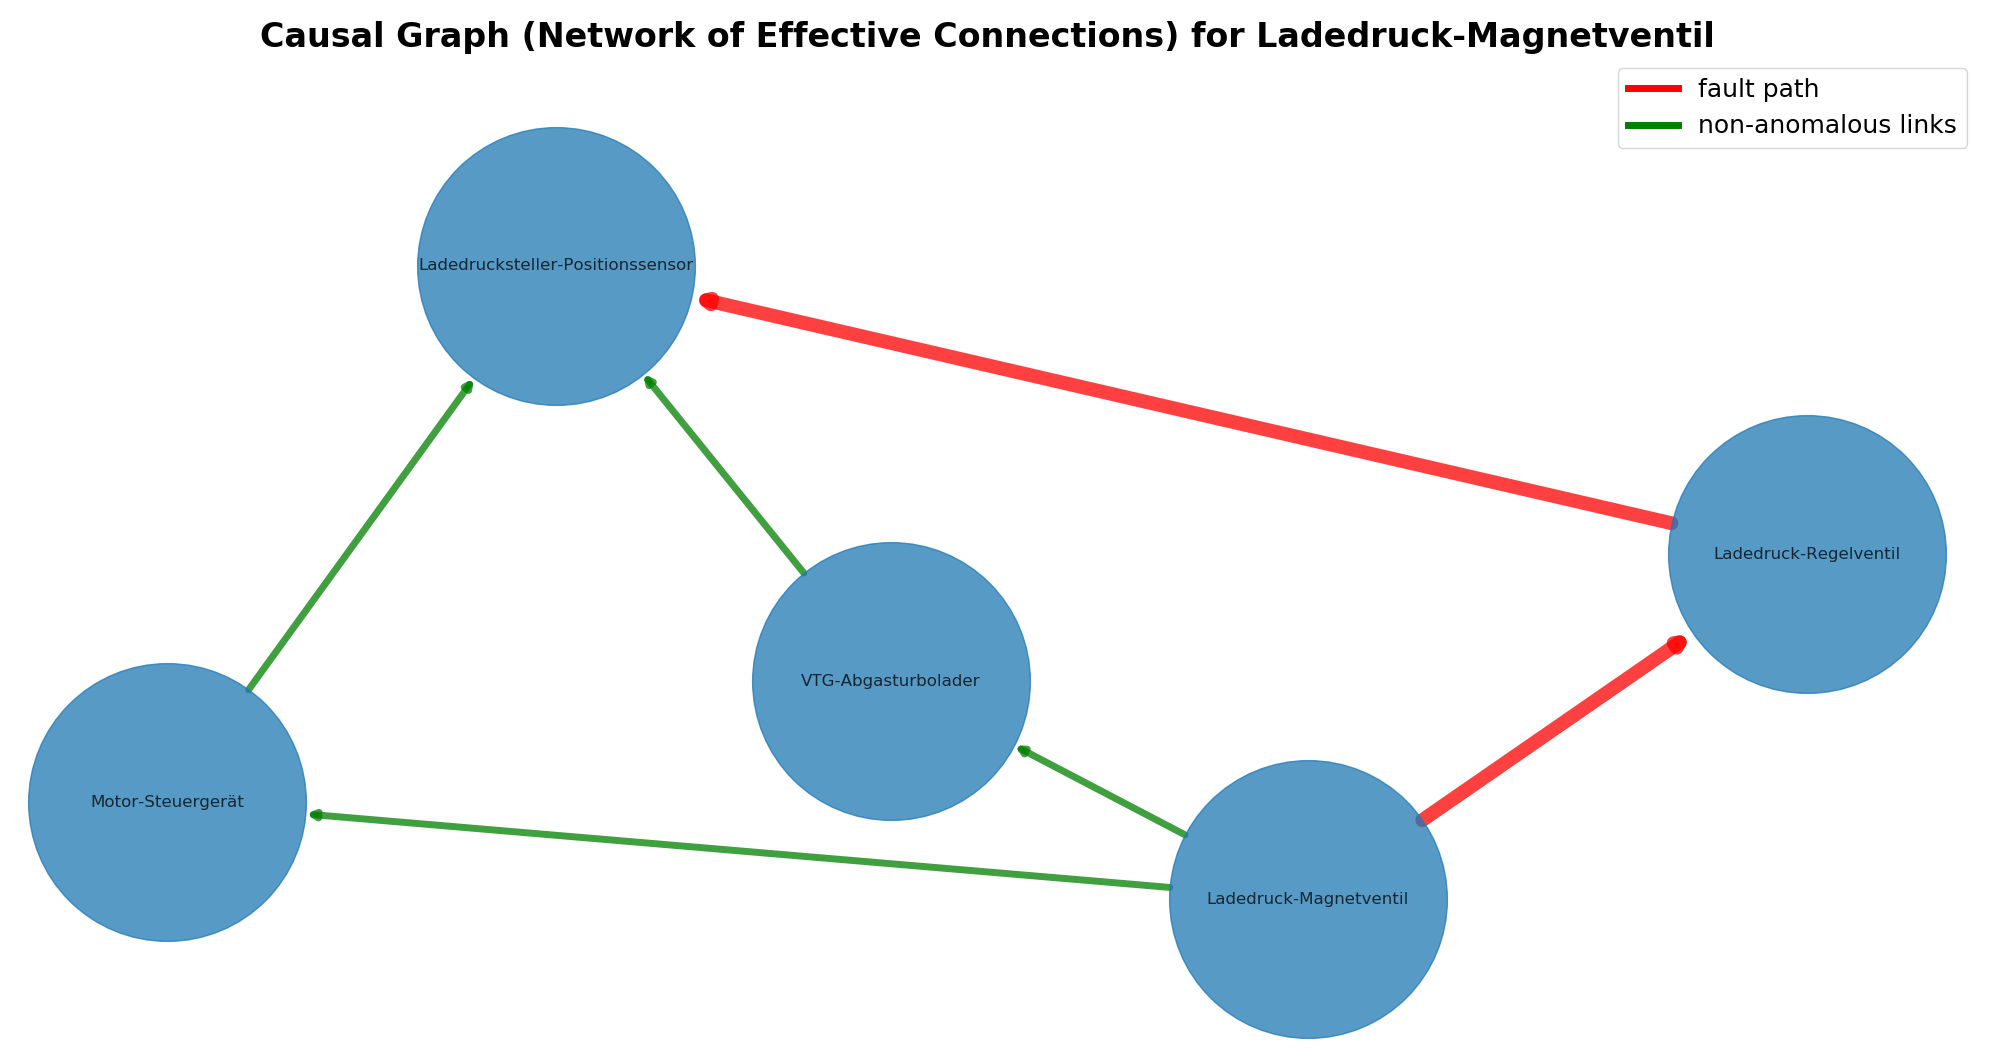 Causal Graph (Network of Effective Connections) for Ladedruck-Magnetventil
fault path
non-anomalous links
Ladedrucksteller-Positionssensor
Ladedruck-Regelventil
VTG-Abgasturbolader
Motor-Steuergerät
Ladedruck-Magnetventil